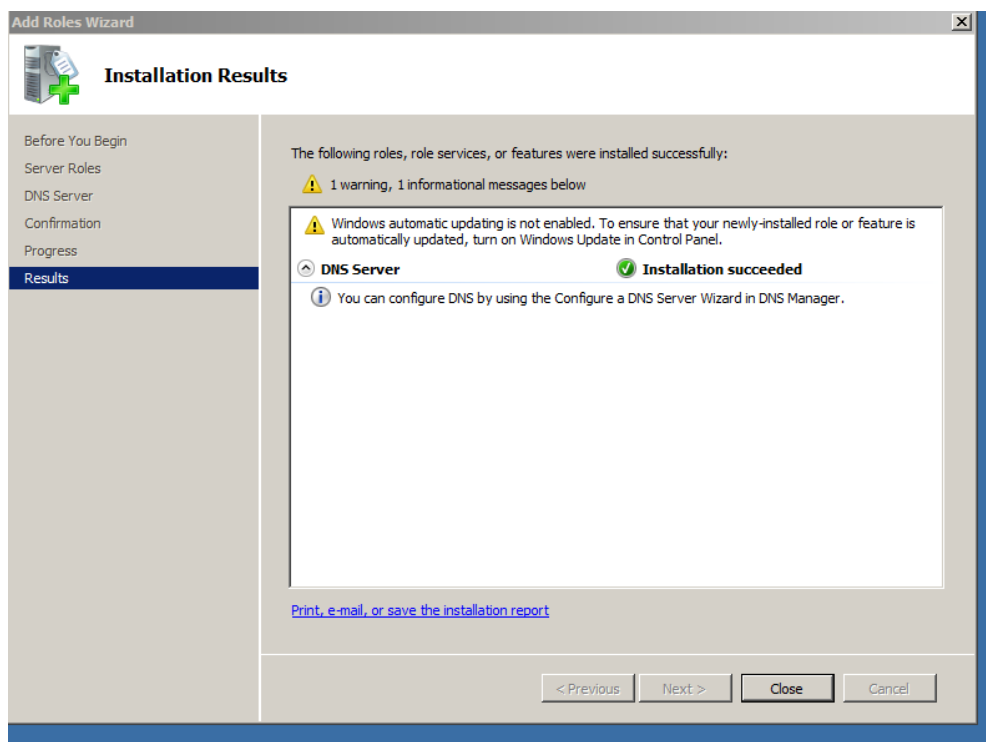 Add Roles Wizard
Installation Results
Before You Begin
Server Roles
DNS Server
Confirmation
Progress
Results
The following roles, role services, or features were installed successfully:
1 warning, 1 informational messages below
Windows automatic updating is not enabled. To ensure that your newly-installed role or feature is
automatically updated, turn on Windows Update in Control Panel.
DNS Server
Installation succeeded
You can configure DNS by using the Configure a DNS Server Wizard in DNS Manager.
Print, e-mail, or save the installation report
< Previous
Next >
Close
Cancel